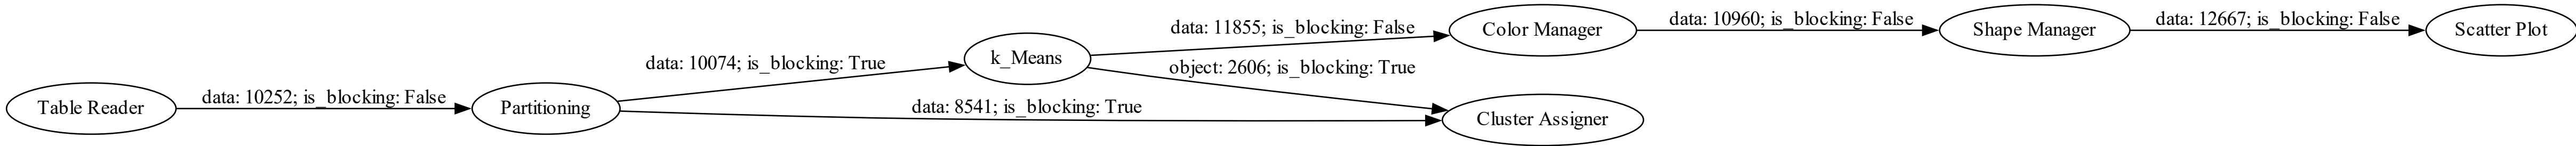 data: 11855; is_blocking: False
Color Manager
data: 10960; is_blocking: False
Shape Manager
data: 12667; is_blocking: False
Scatter Plot
data: 10074; is_blocking: True
k_Means
object: 2606; is_blocking: True
Table Reader
data: 10252; is_blocking: False
Partitioning
data: 8541; is_blocking: True
Cluster Assigner